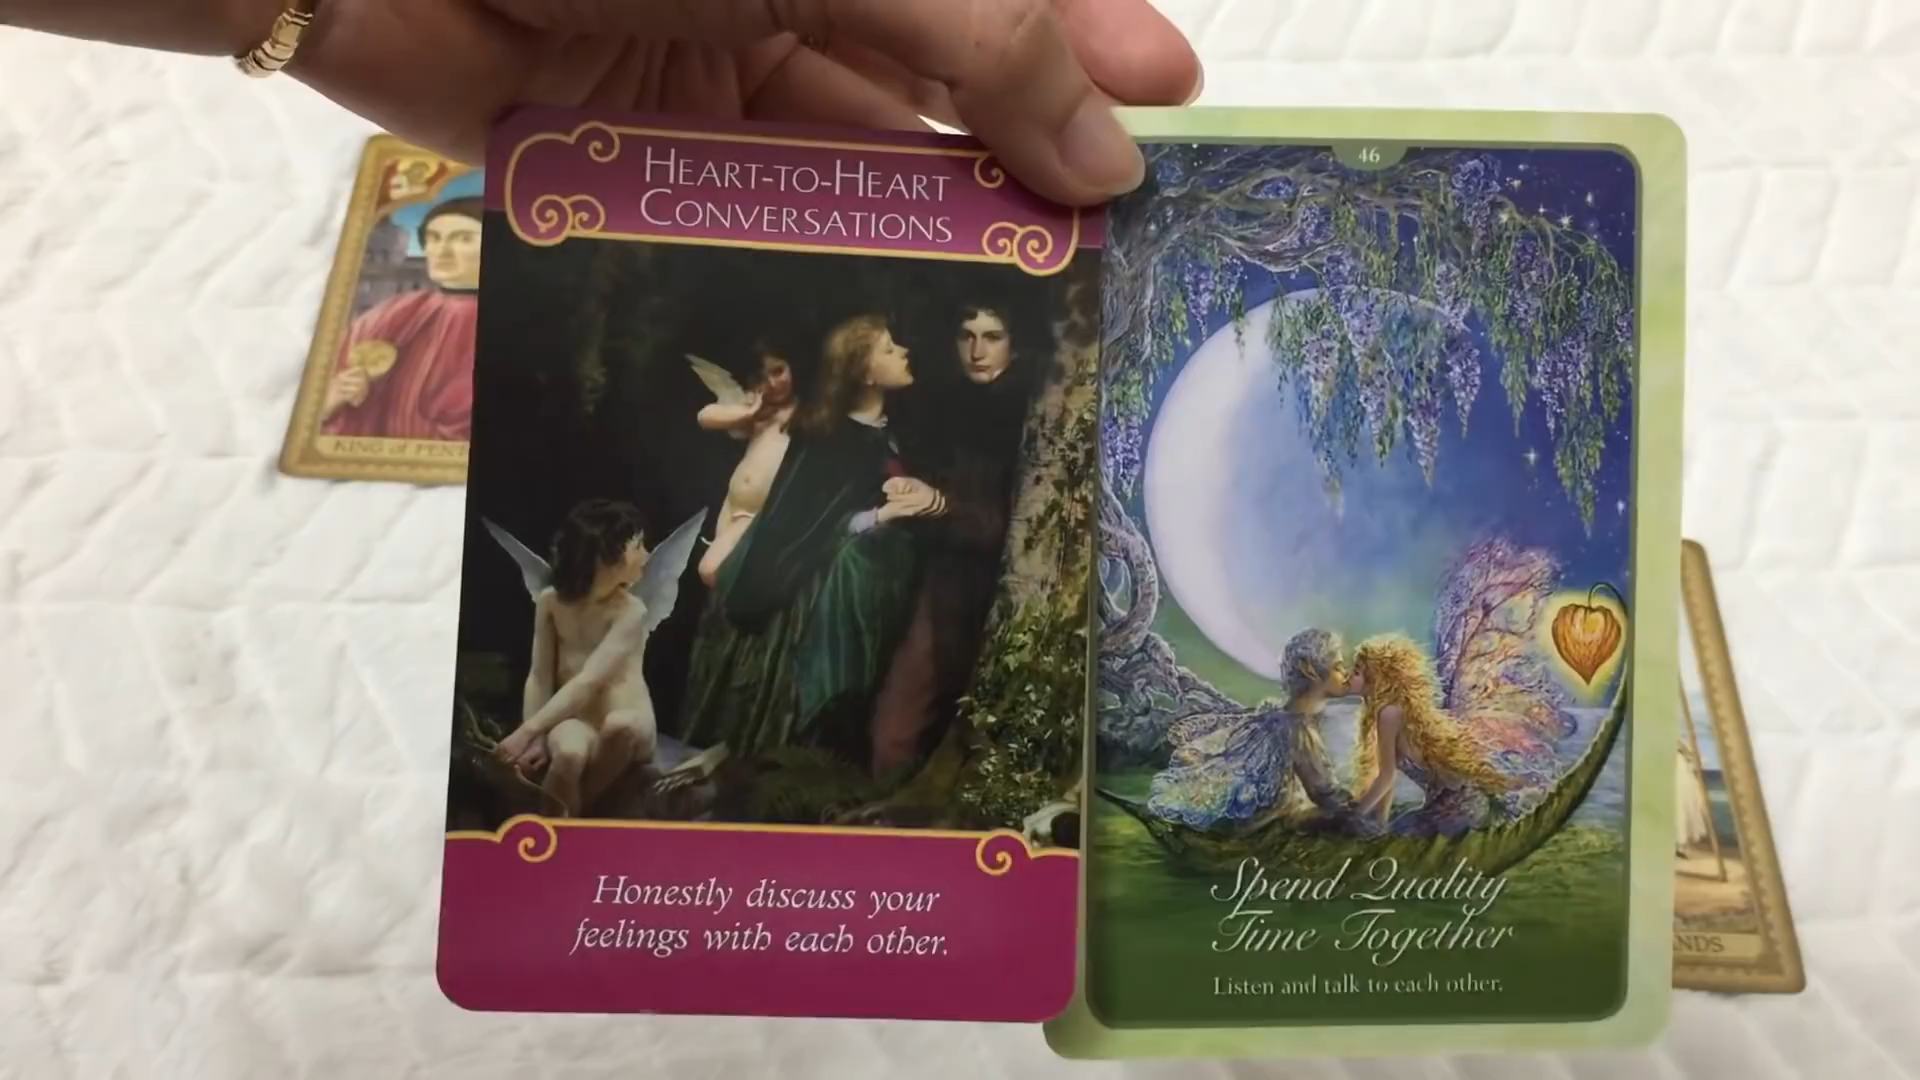 HEART-TO-HEART
CONVERSATIONS
Honestly discuss your
feelings with each other.
46
Spend Quality
Time Together
Listen and talk to each other.
KING of PENT
NDS